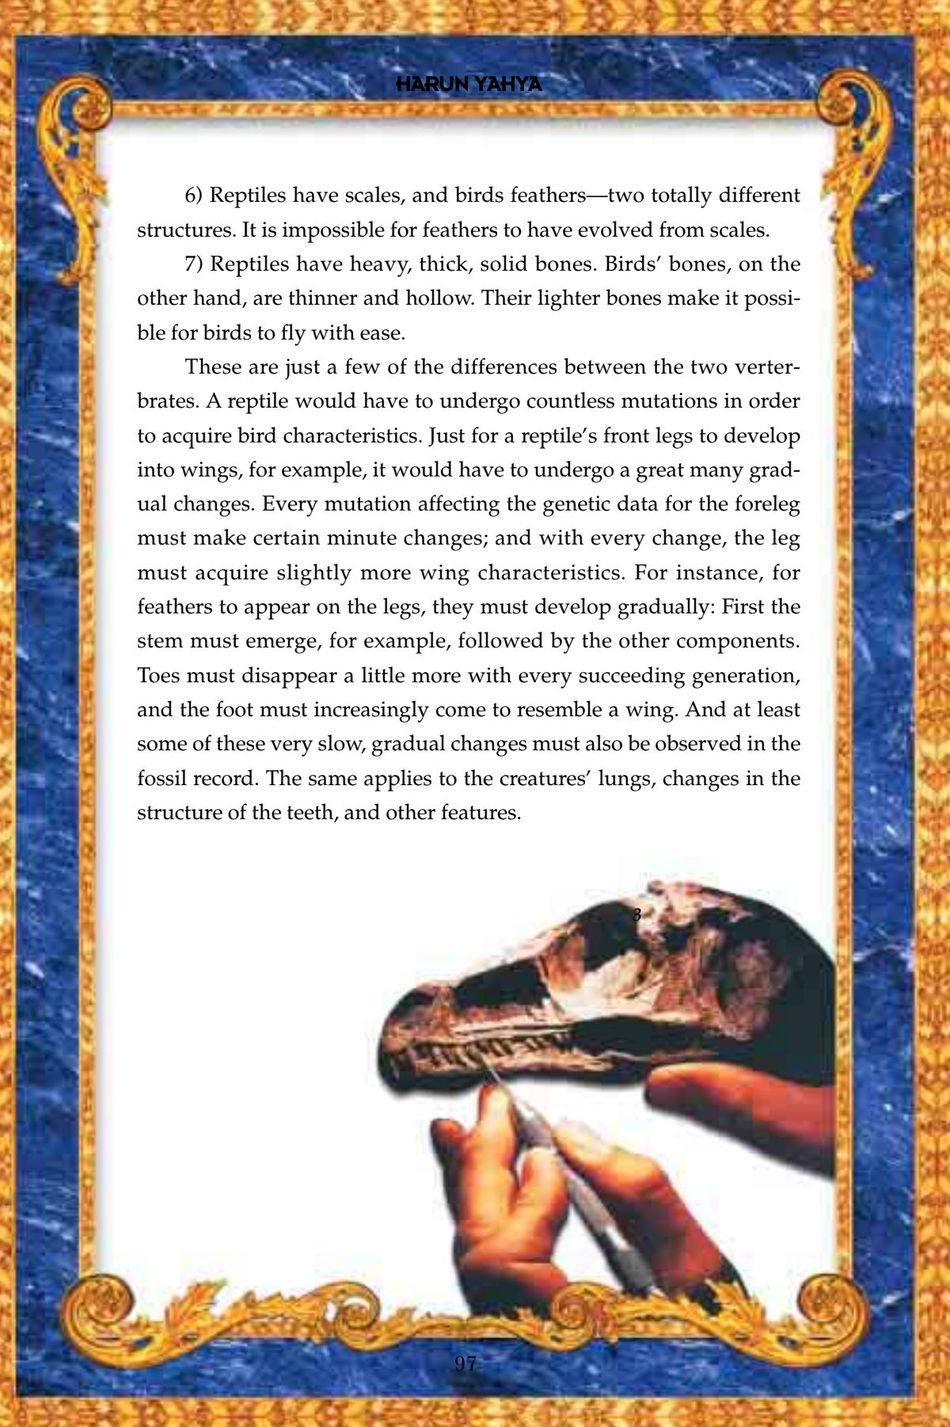 HARUN YAHYA
6) Reptiles have scales, and birds feathers—two totally different
structures. It is impossible for feathers to have evolved from scales.
7) Reptiles have heavy, thick, solid bones. Birds’ bones, on the
other hand, are thinner and hollow. Their lighter bones make it possi-
ble for birds to fly with ease.
These are just a few of the differences between the two verter-
brates. A reptile would have to undergo countless mutations in order
to acquire bird characteristics. Just for a reptile’s front legs to develop
into wings, for example, it would have to undergo a great many grad-
ual changes. Every mutation affecting the genetic data for the foreleg
must make certain minute changes; and with every change, the leg
must acquire slightly more wing characteristics. For instance, for
feathers to appear on the legs, they must develop gradually: First the
stem must emerge, for example, followed by the other components.
Toes must disappear a little more with every succeeding generation,
and the foot must increasingly come to resemble a wing. And at least
some of these very slow, gradual changes must also be observed in the
fossil record. The same applies to the creatures’ lungs, changes in the
structure of the teeth, and other features.
3
97